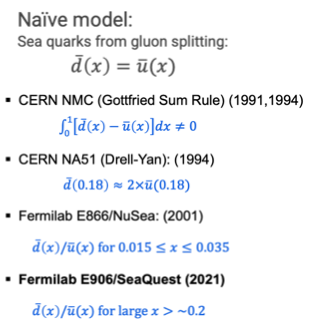 Naïve model:
Sea quarks from gluon splitting:
d̄(x) = ū(x)
▪ CERN NMC (Gottfried Sum Rule) (1991,1994)
∫₀¹[d̄(x) − ū(x)]dx ≠ 0
▪ CERN NA51 (Drell-Yan): (1994)
d̄(0.18) ≈ 2×ū(0.18)
▪ Fermilab E866/NuSea: (2001)
d̄(x)/ū(x) for 0.015 ≤ x ≤ 0.035
▪ Fermilab E906/SeaQuest (2021)
d̄(x)/ū(x) for large x > ~0.2